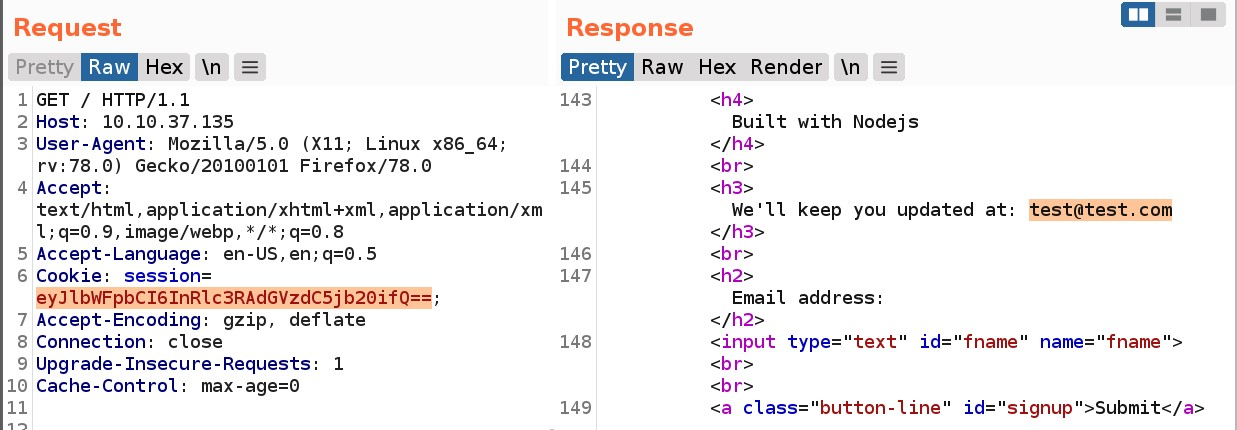 Request
Pretty Raw Hex \n
1 GET / HTTP/1.1
2 Host: 10.10.37.135
3 User-Agent: Mozilla/5.0 (X11; Linux x86_64;
rv:78.0) Gecko/20100101 Firefox/78.0
4 Accept:
text/html,application/xhtml+xml,application/xm
l;q=0.9,image/webp,*/*;q=0.8
5 Accept-Language: en-US,en;q=0.5
6 Cookie: session=
eyJlbWFpbCI6InRlc3RAdGVzdC5jb20ifQ==;
7 Accept-Encoding: gzip, deflate
8 Connection: close
9 Upgrade-Insecure-Requests: 1
10 Cache-Control: max-age=0
11
12
Response
Pretty Raw Hex Render \n
143 <h4>
Built with Nodejs
</h4>
144 <br>
145 <h3>
We'll keep you updated at: test@test.com
</h3>
146 <br>
147 <h2>
Email address:
</h2>
148 <input type="text" id="fname" name="fname">
<br>
<br>
149 <a class="button-line" id="signup">Submit</a>